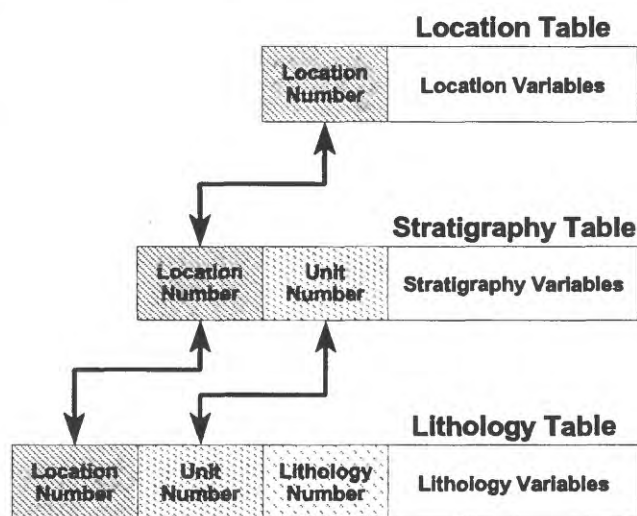 Location Table
Location
Number
Location Variables
Stratigraphy Table
Location
Number
Unit
Number
Stratigraphy Variables
Lithology Table
Location
Number
Unit
Number
Lithology
Number
Lithology Variables